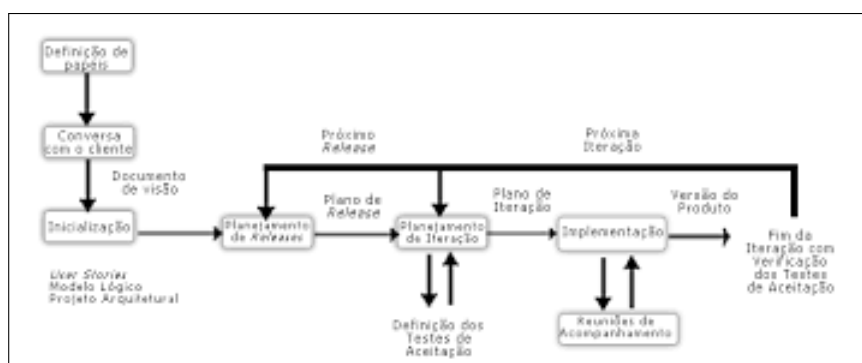 Definição de
papéis
Conversa
com o cliente
Documento
de visão
Inicialização
User Stories
Modelo Lógico
Projeto Arquitetural
Próximo
Release
Próxima
Iteração
Planejamento
de Releases
Plano de
Release
Planejamento
de Iteração
Plano de
Iteração
Implementação
Versão do
Produto
Fim da
Iteração com
Verificação
dos Testes
de Aceitação
Definição dos
Testes de
Aceitação
Reuniões de
Acompanhamento